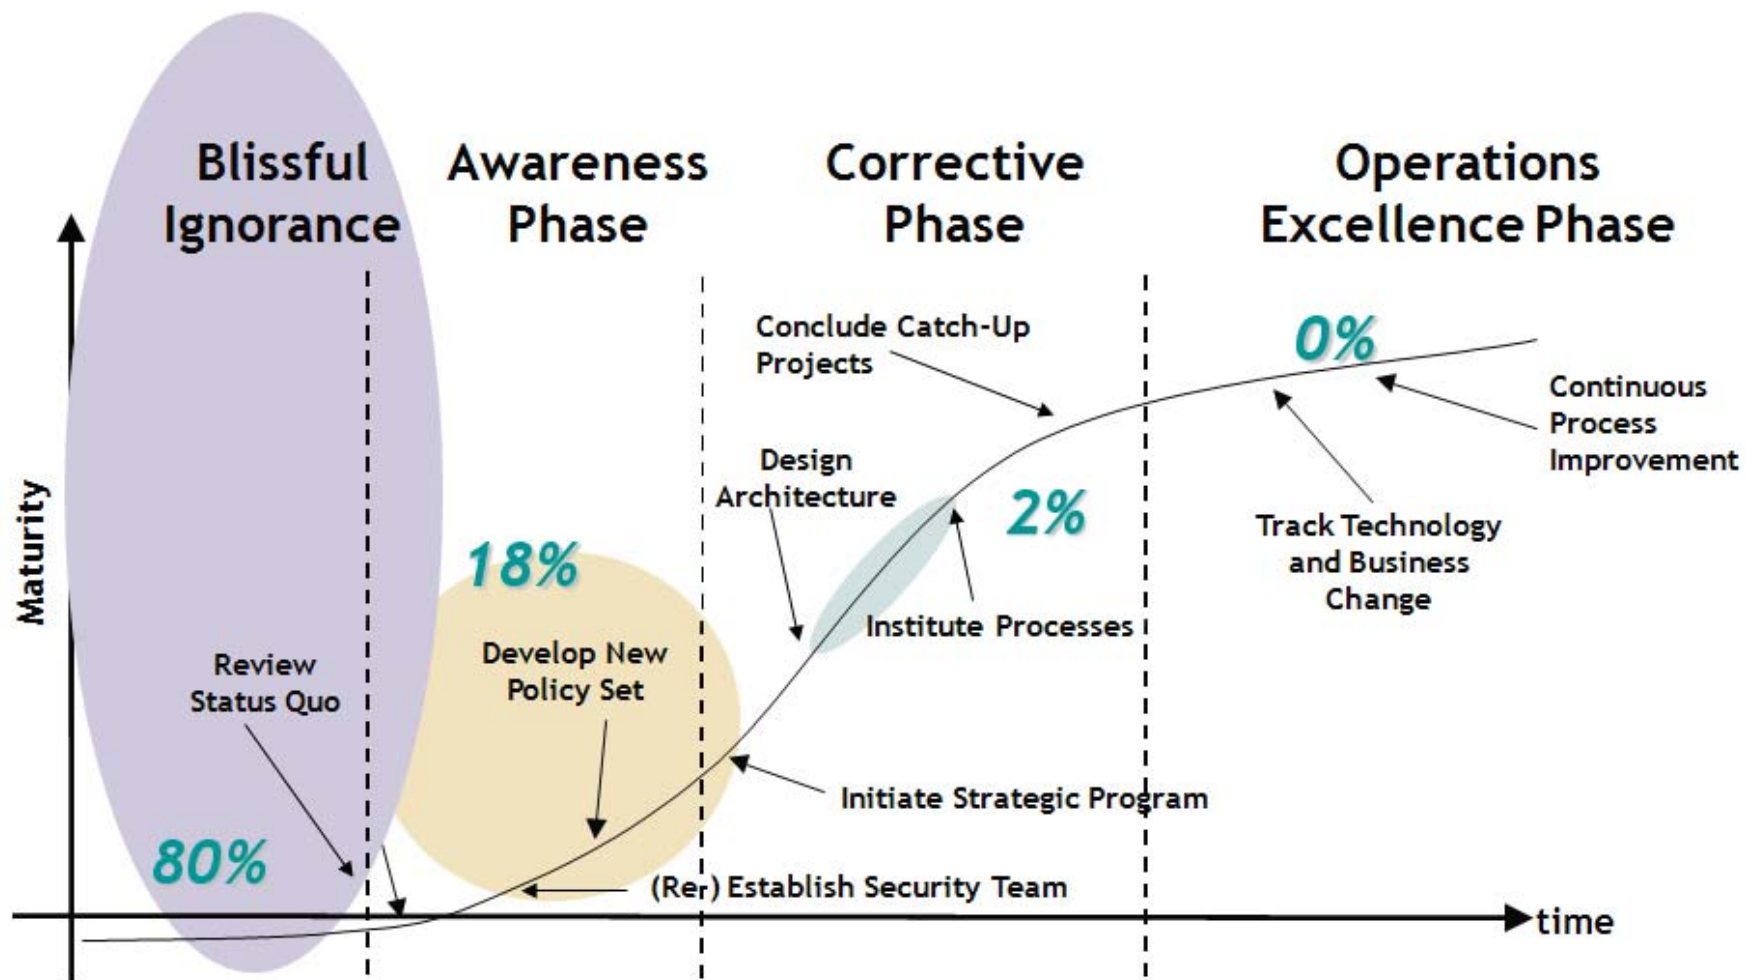 Blissful
Ignorance
Awareness
Phase
Corrective
Phase
Operations
Excellence Phase
Maturity
80%
Review
Status Quo
18%
Develop New
Policy Set
(Re-) Establish Security Team
Initiate Strategic Program
Design
Architecture
Institute Processes
2%
Conclude Catch-Up
Projects
0%
Track Technology
and Business
Change
Continuous
Process
Improvement
time